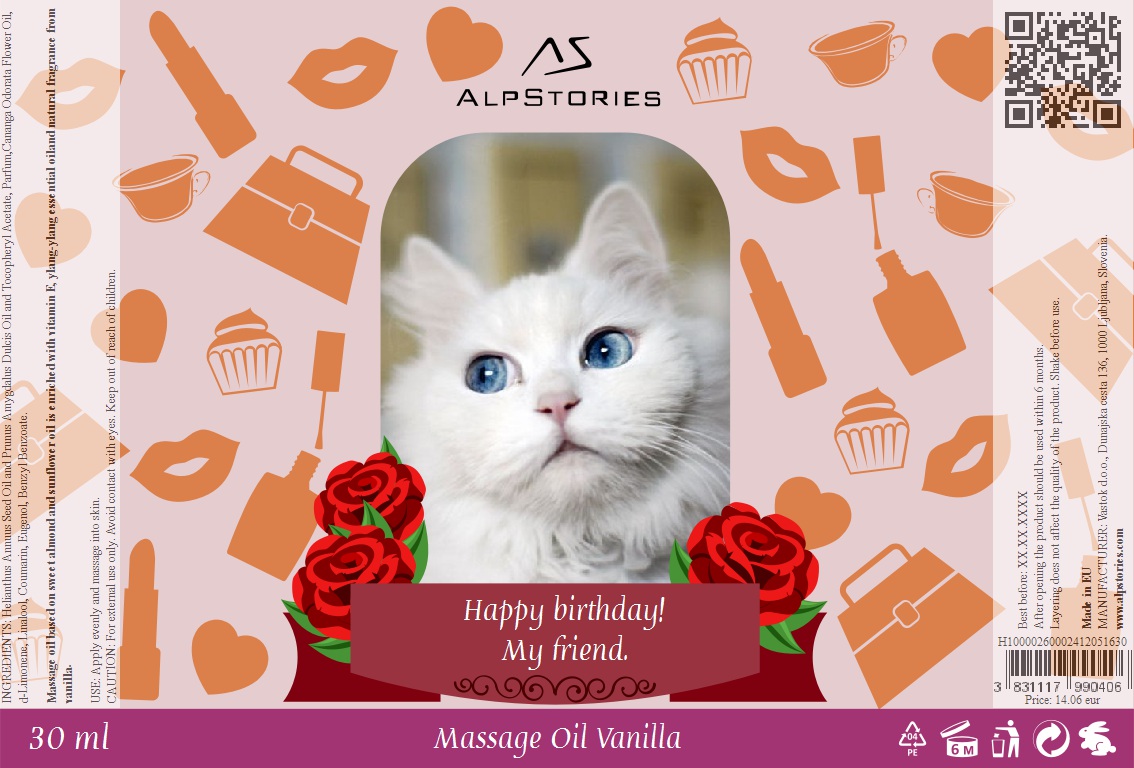 INGREDIENTS: Helianthus Annuus Seed Oil and Prunus Amygdalus Dulcis Oil and Tocopheryl Acetate, Parfum,Cananga Odorata Flower Oil,
d-Limonene, Linalool, Coumarin, Eugenol, Benzyl Benzoate.
Massage oil based on sweet almond and sunflower oil is enriched with vitamin E, ylang-ylang essential oiland natural fragrance from
vanilla.
USE: Apply evenly and massage into skin.
CAUTION: For external use only. Avoid contact with eyes. Keep out of reach of children.
ALPSTORIES
Happy birthday!
My friend.
Best before: XX.XX.XXXX
After opening the product should be used within 6 months.
Layering does not affect the quality of the product. Shake before use.
Made in EU
MANUFACTURER: Vastok d.o.o., Dunajska cesta 136, 1000 Ljubljana, Slovenia.
www.alpstories.com
H1000026000241205163​0
3 831117 990406
Price: 14.06 eur
30 ml
Massage Oil Vanilla
04
PE
6 M